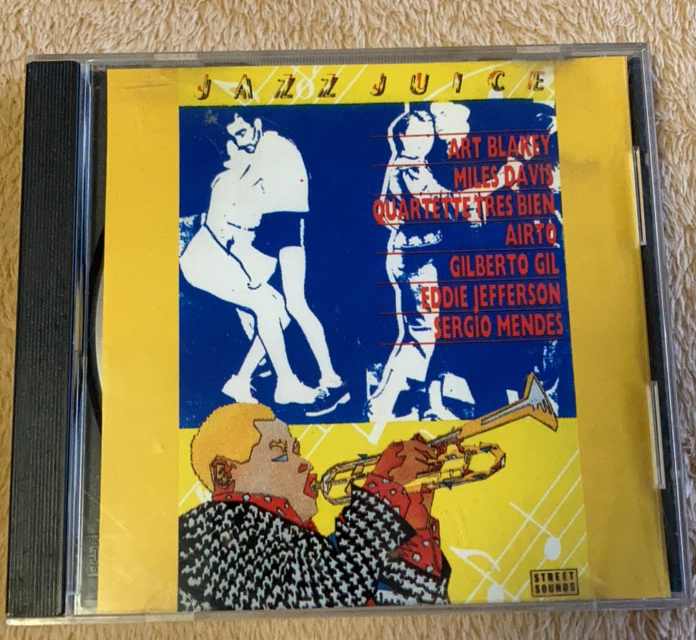 JAZZ JUICE
ART BLAKEY
MILES DAVIS
QUARTETTE TRES BIEN
AIRTO
GILBERTO GIL
EDDIE JEFFERSON
SERGIO MENDES
STREET
SOUNDS